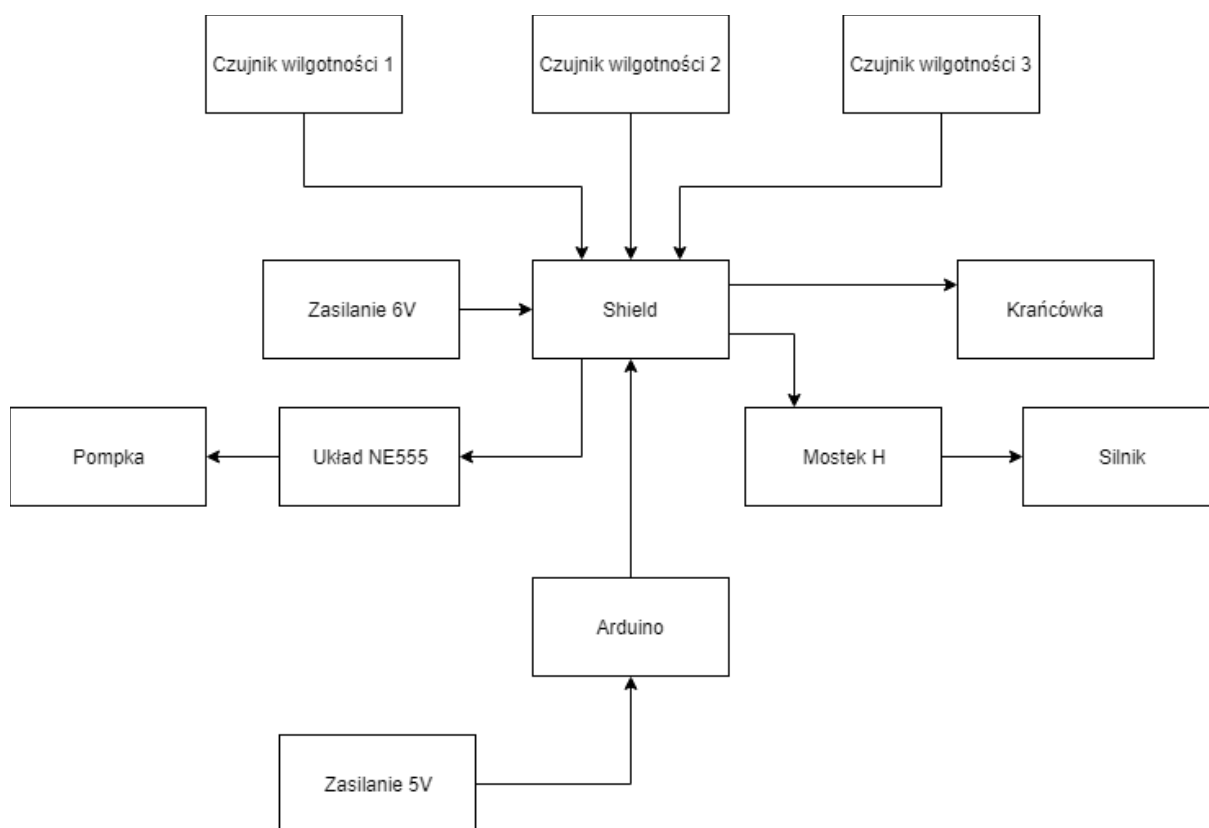 Czujnik wilgotności 1
Czujnik wilgotności 2
Czujnik wilgotności 3
Zasilanie 6V
Shield
Krańcówka
Pompka
Układ NE555
Mostek H
Silnik
Arduino
Zasilanie 5V